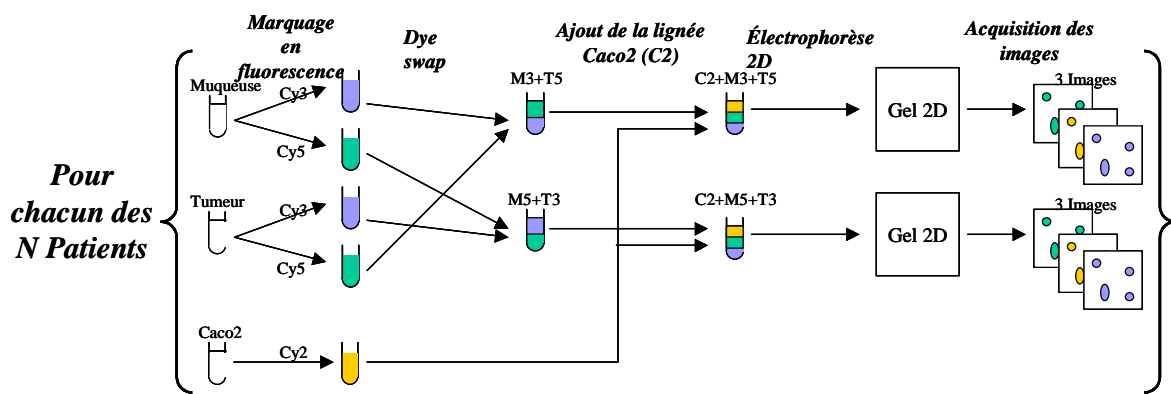 Marquage
en
fluorescence
Dye
swap
Ajout de la lignée
Caco2 (C2)
Électrophorèse
2D
Acquisition des
images
Muqueuse
Cy3
Cy5
M3+T5
C2+M3+T5
Gel 2D
3 Images
Pour
chacun des
N Patients
Tumeur
Cy3
Cy5
M5+T3
C2+M5+T3
Gel 2D
3 Images
Caco2
Cy2